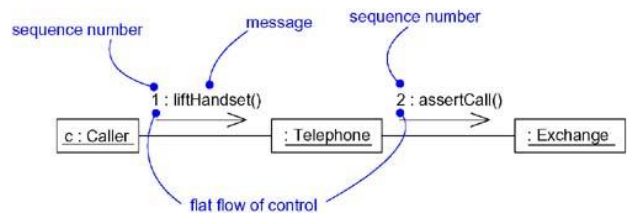 sequence number
message
sequence number
1 : liftHandset()
2 : assertCall()
c : Caller
: Telephone
: Exchange
flat flow of control